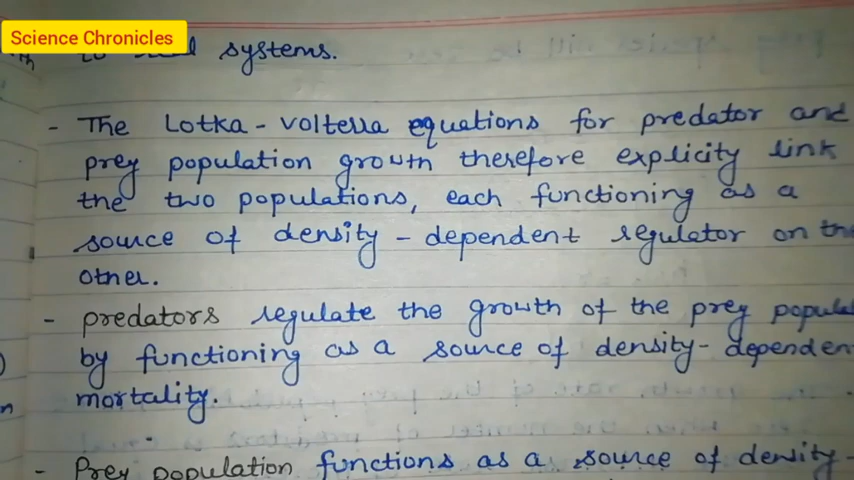 Science Chronicles
to systems.
- The Lotka-Volterra equations for predator and
prey population growth therefore explicity link
the two populations, each functioning as a
source of density-dependent regulator on the
other.
- predators regulate the growth of the prey popula
by functioning as a source of density-dependen
mortality.
- Prey population functions as a source of density-